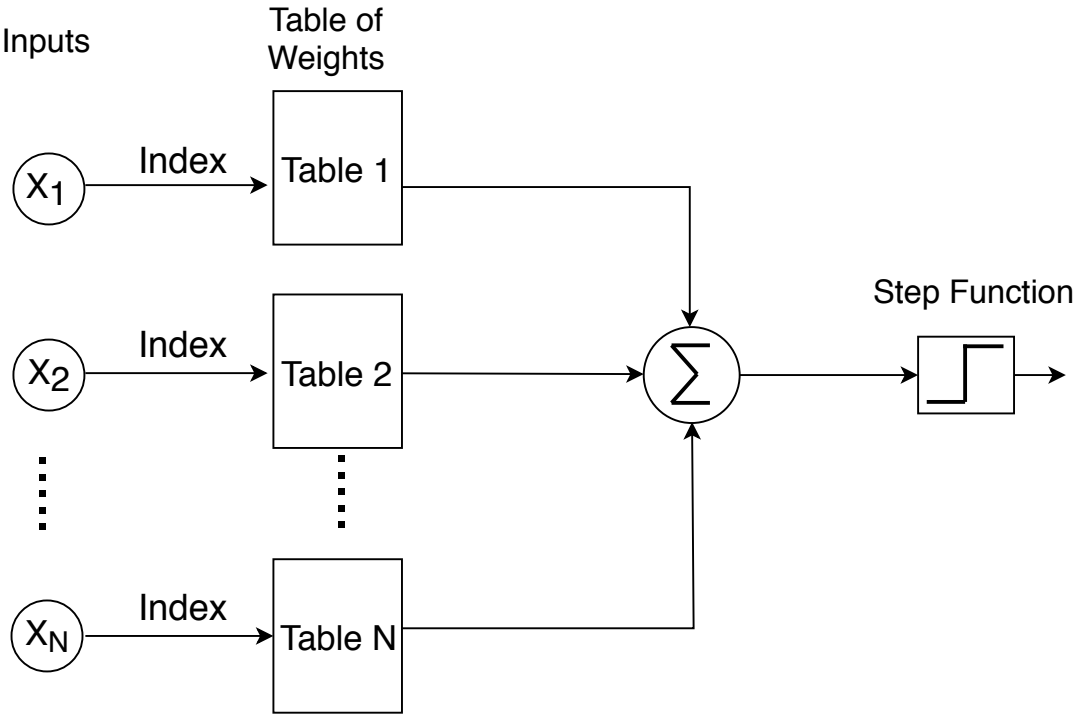 Inputs
Table of
Weights
X1
Index
Table 1
X2
Index
Table 2
XN
Index
Table N
∑
Step Function